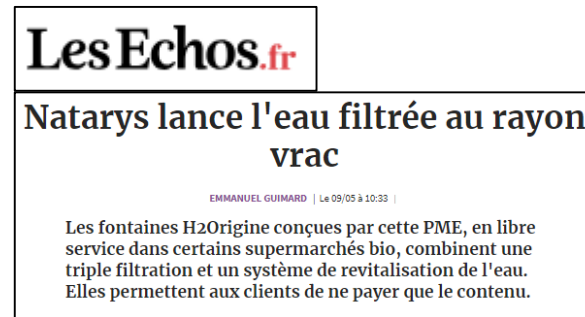 Les Echos.fr
Natarys lance l'eau filtrée au rayon
vrac
EMMANUEL GUIMARD | Le 09/05 à 10:33 |
Les fontaines H2Origine conçues par cette PME, en libre
service dans certains supermarchés bio, combinent une
triple filtration et un système de revitalisation de l'eau.
Elles permettent aux clients de ne payer que le contenu.